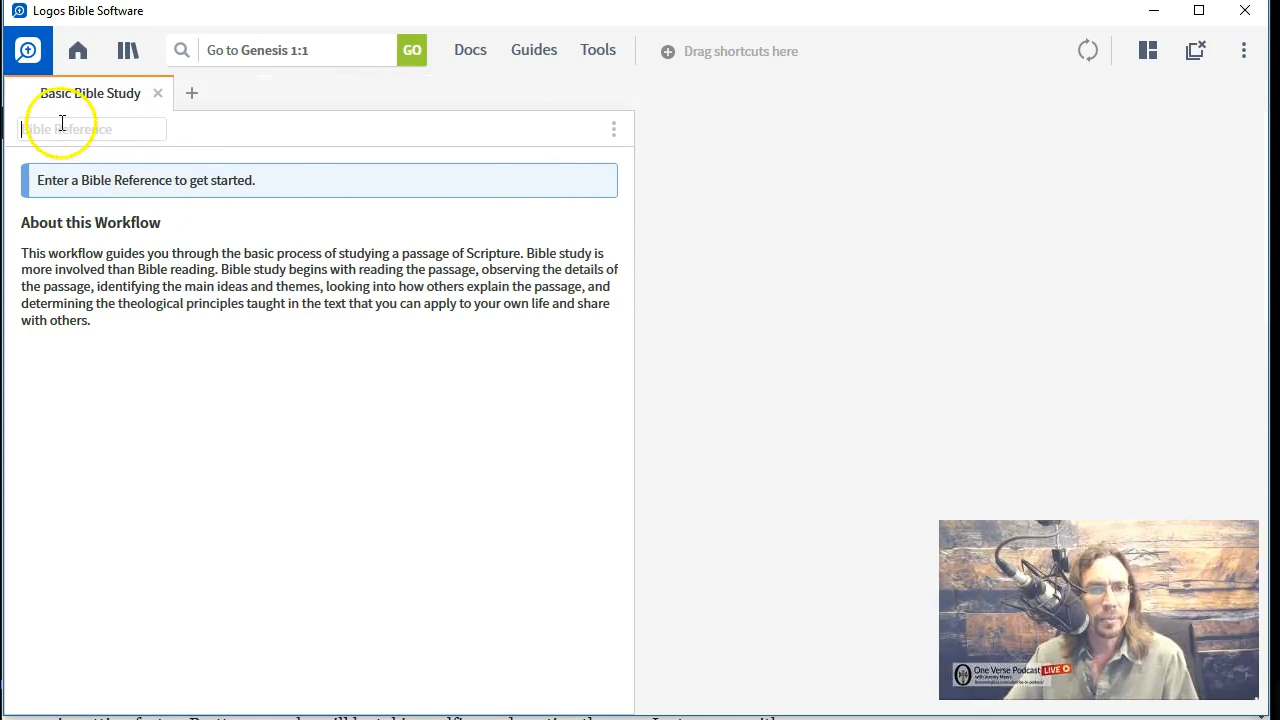 Logos Bible Software
Go to Genesis 1:1
GO
Docs
Guides
Tools
Drag shortcuts here
Basic Bible Study
Bible Reference
Enter a Bible Reference to get started.
About this Workflow
This workflow guides you through the basic process of studying a passage of Scripture. Bible study is
more involved than Bible reading. Bible study begins with reading the passage, observing the details of
the passage, identifying the main ideas and themes, looking into how others explain the passage, and
determining the theological principles taught in the text that you can apply to your own life and share
with others.
One Verse Podcast
LIVE
with Jeremy Myers